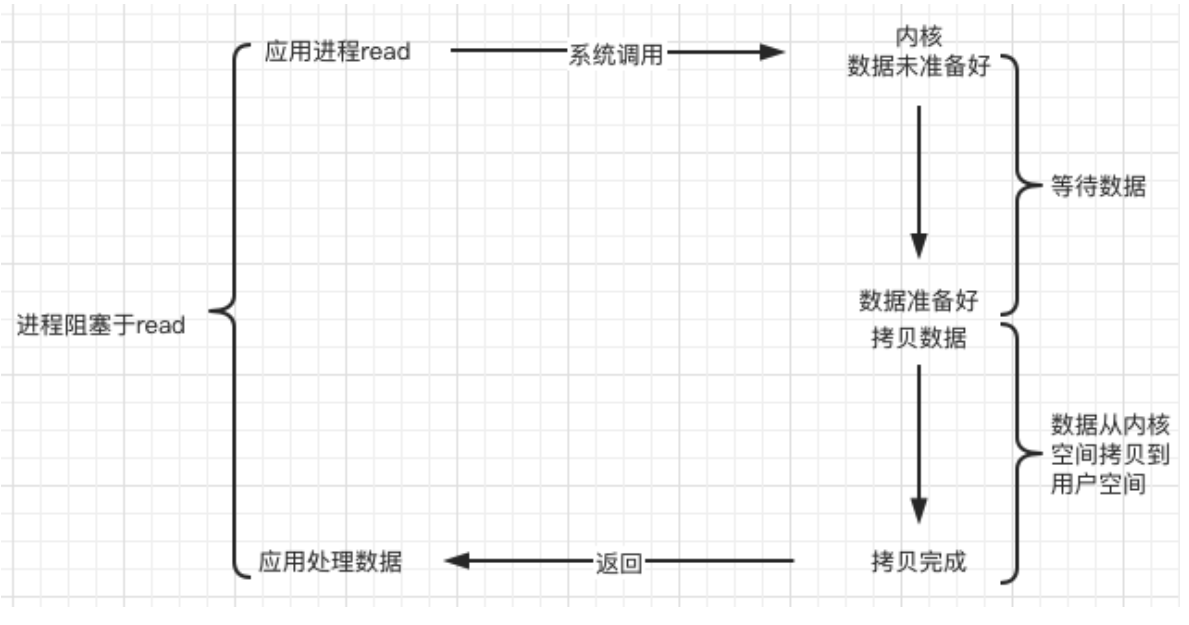 应用进程read
系统调用
内核
数据未准备好
等待数据
数据准备好
进程阻塞于read
拷贝数据
数据从内核
空间拷贝到
用户空间
应用处理数据
返回
拷贝完成